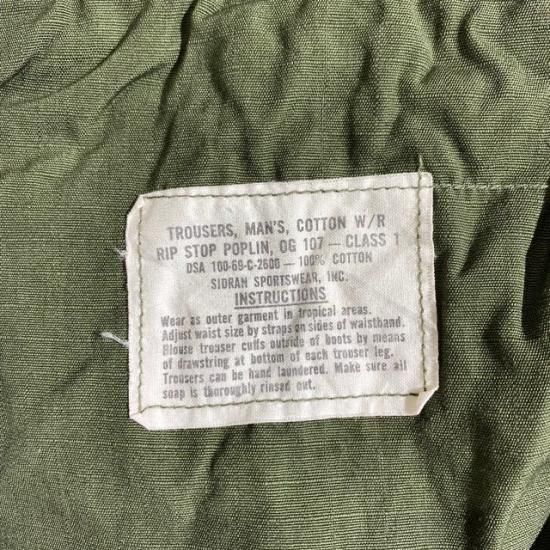 TROUSERS, MAN'S, COTTON W/R
RIP STOP POPLIN, OG 107 — CLASS 1
DSA 100-69-C-2608 — 100% COTTON
SIDRAN SPORTSWEAR, INC.
INSTRUCTIONS
Wear as outer garment in tropical areas.
Adjust waist size by straps on sides of waistband.
Blouse trouser cuffs outside of boots by means
of drawstring at bottom of each trouser leg.
Trousers can be hand laundered. Make sure all
soap is thoroughly rinsed out.